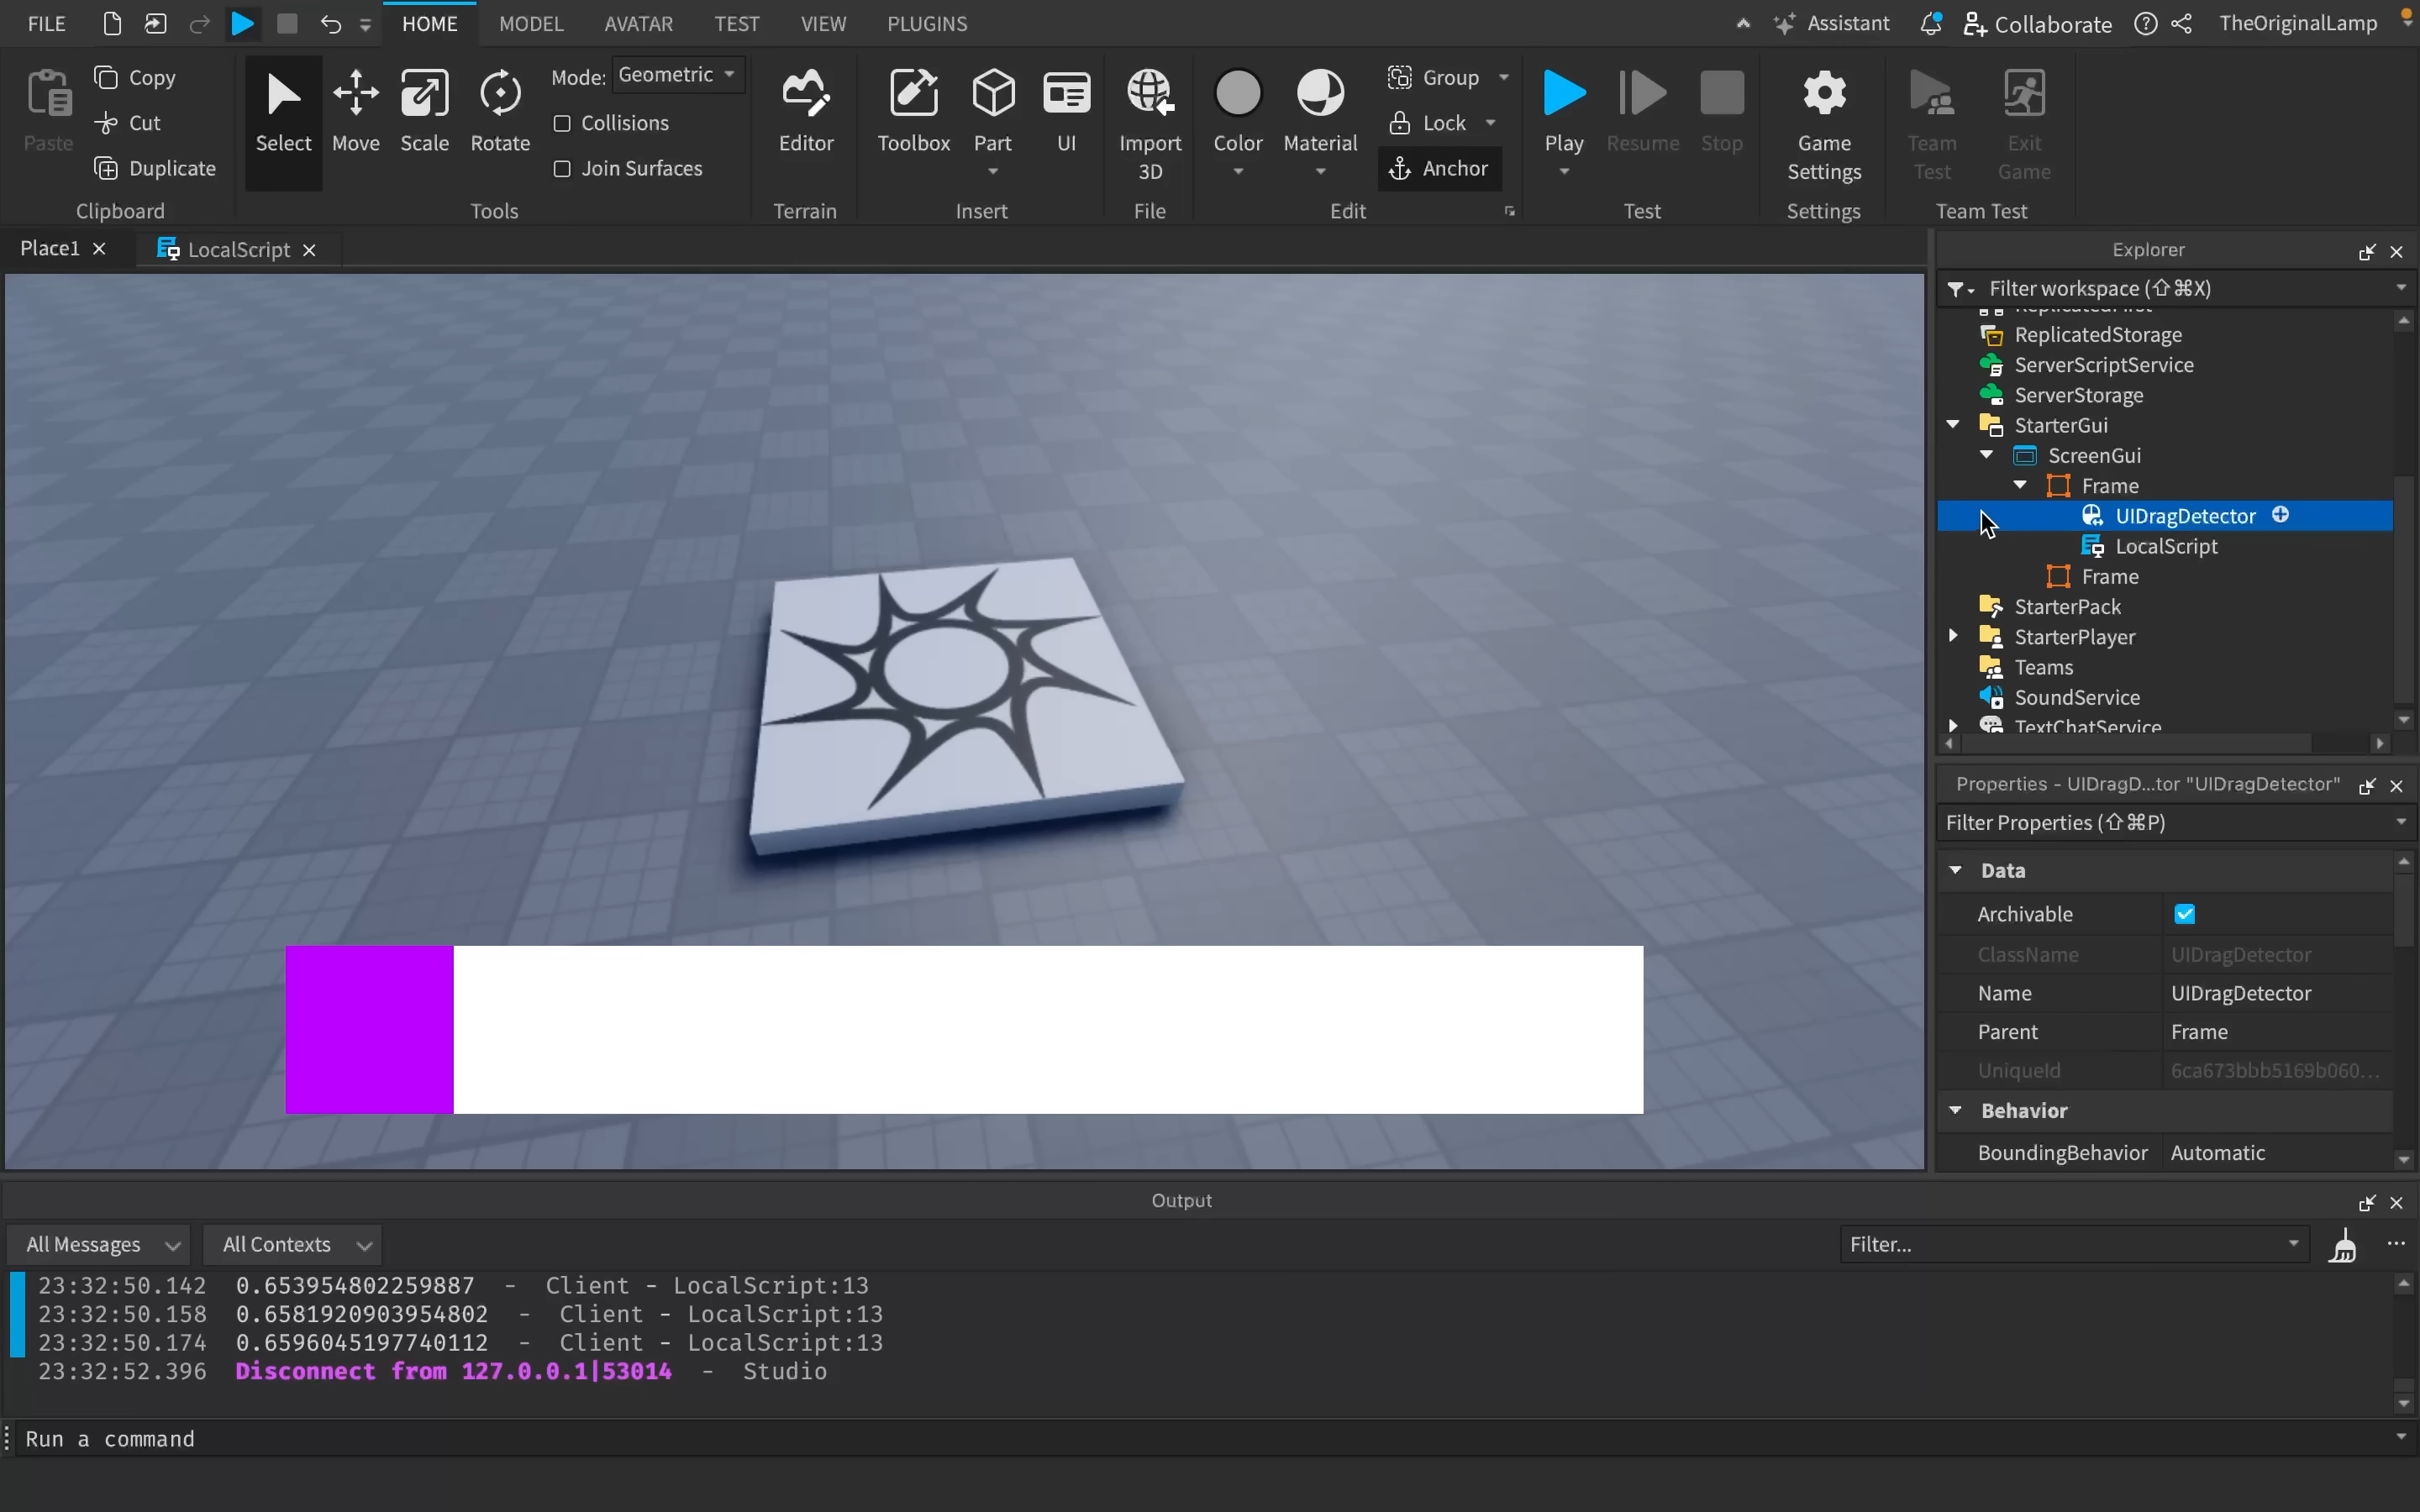 FILE HOME MODEL AVATAR TEST VIEW PLUGINS Assistant Collaborate TheOriginalLamp
Paste
Copy
Cut
Duplicate
Clipboard
Select Move Scale Rotate
Mode: Geometric
Collisions
Join Surfaces
Tools
Editor
Terrain
Toolbox Part UI
Insert
Import
3D
File
Color Material
Group
Lock
Anchor
Edit
Play Resume Stop
Test
Game
Settings
Settings
Team
Test
Exit
Game
Team Test
Place1 LocalScript
Explorer
Filter workspace (⇧⌘X)
ReplicatedFirst
ReplicatedStorage
ServerScriptService
ServerStorage
StarterGui
ScreenGui
Frame
UIDragDetector
LocalScript
Frame
StarterPack
StarterPlayer
Teams
SoundService
TextChatService
Properties - UIDragD...tor "UIDragDetector"
Filter Properties (⇧⌘P)
Data
Archivable
ClassName UIDragDetector
Name UIDragDetector
Parent Frame
UniqueId 6ca673bbb5169b060...
Behavior
BoundingBehavior Automatic
Output
All Messages All Contexts Filter...
23:32:50.142 0.653954802259887 - Client - LocalScript:13
23:32:50.158 0.6581920903954802 - Client - LocalScript:13
23:32:50.174 0.6596045197740112 - Client - LocalScript:13
23:32:52.396 Disconnect from 127.0.0.1|53014 - Studio
Run a command